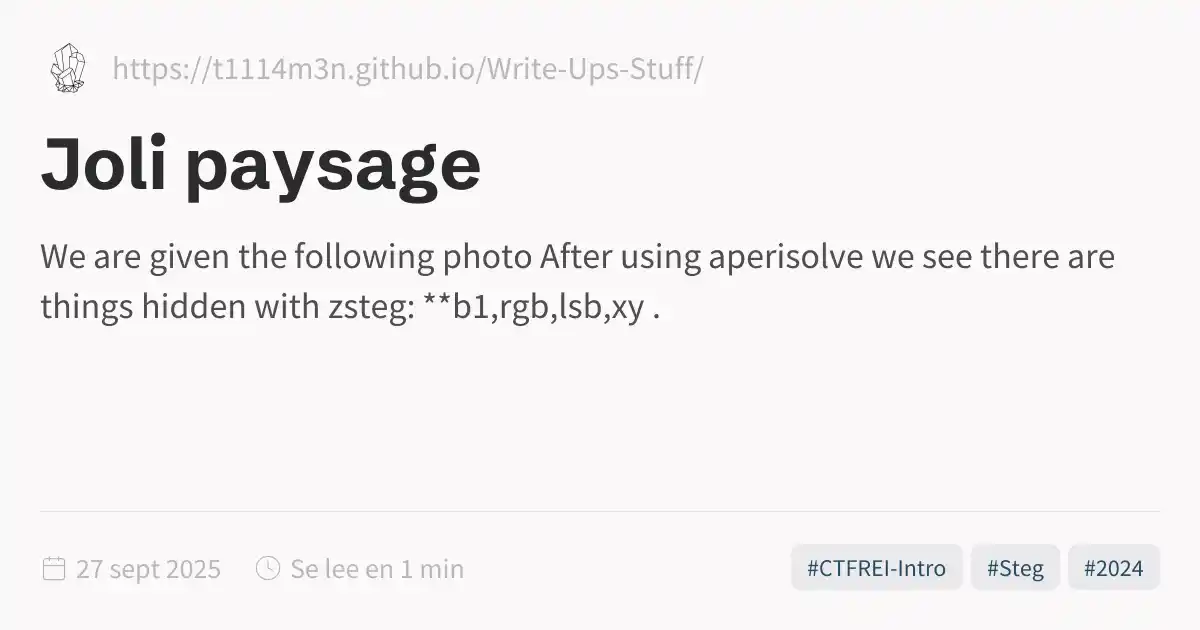 https://t1114m3n.github.io/Write-Ups-Stuff/
Joli paysage
We are given the following photo After using aperisolve we see there are
things hidden with zsteg: **b1,rgb,lsb,xy .
27 sept 2025 Se lee en 1 min #CTFREI-Intro #Steg #2024